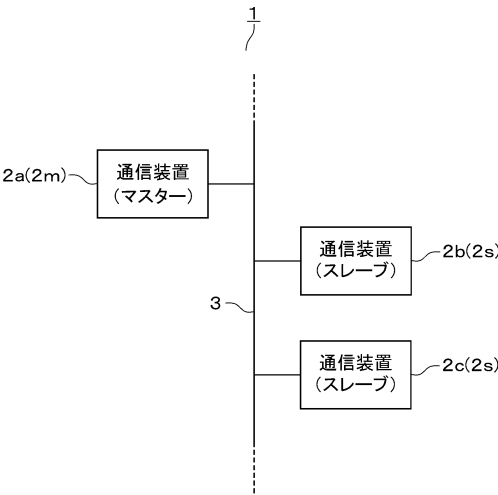 1
2a(2m)
通信装置
(マスター)
通信装置
(スレーブ)
2b(2s)
3
通信装置
(スレーブ)
2c(2s)